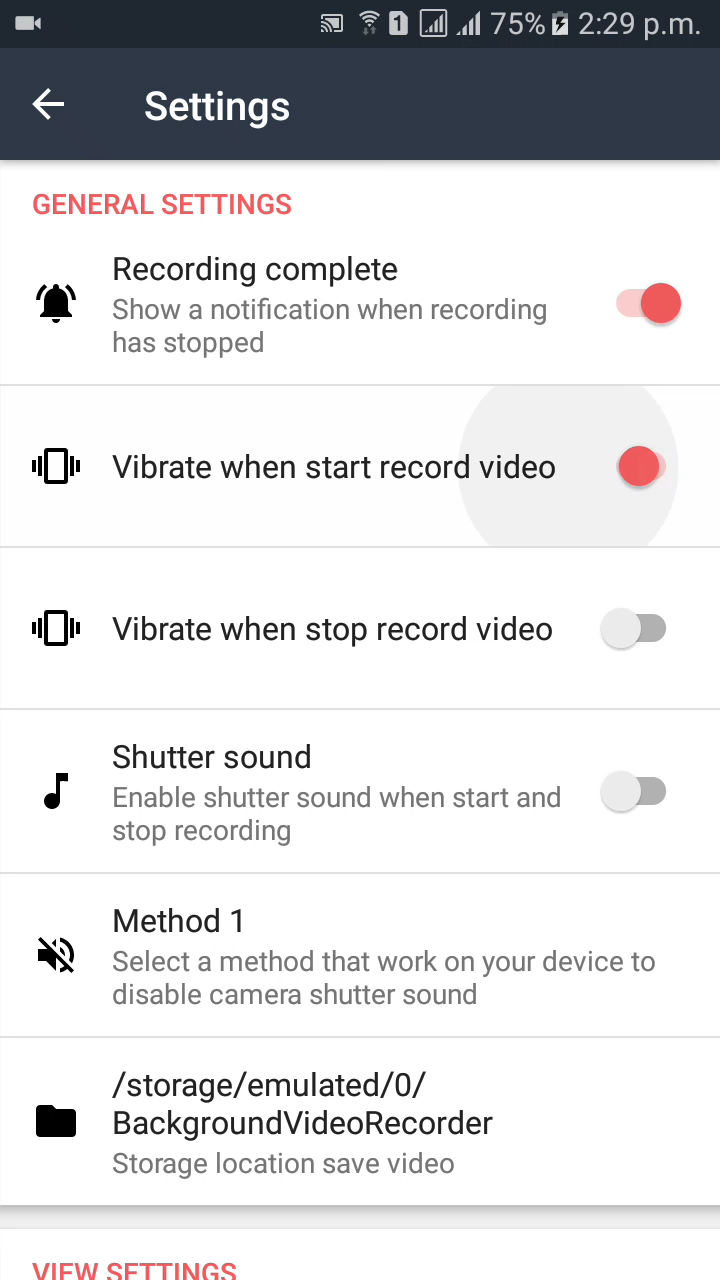 1 75% 2:29 p.m.
Settings
GENERAL SETTINGS
Recording complete
Show a notification when recording
has stopped
Vibrate when start record video
Vibrate when stop record video
Shutter sound
Enable shutter sound when start and
stop recording
Method 1
Select a method that work on your device to
disable camera shutter sound
/storage/emulated/0/
BackgroundVideoRecorder
Storage location save video
VIEW SETTINGS